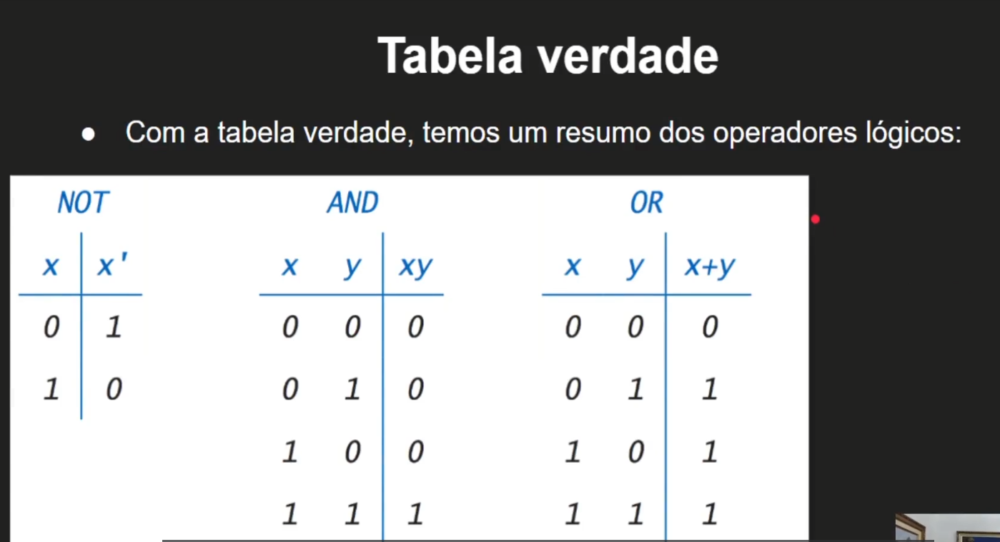 Tabela verdade
● Com a tabela verdade, temos um resumo dos operadores lógicos:
NOT AND OR
x x' x y xy x y x+y
0 1 0 0 0 0 0 0
1 0 0 1 0 0 1 1
1 0 0 1 0 1
1 1 1 1 1 1